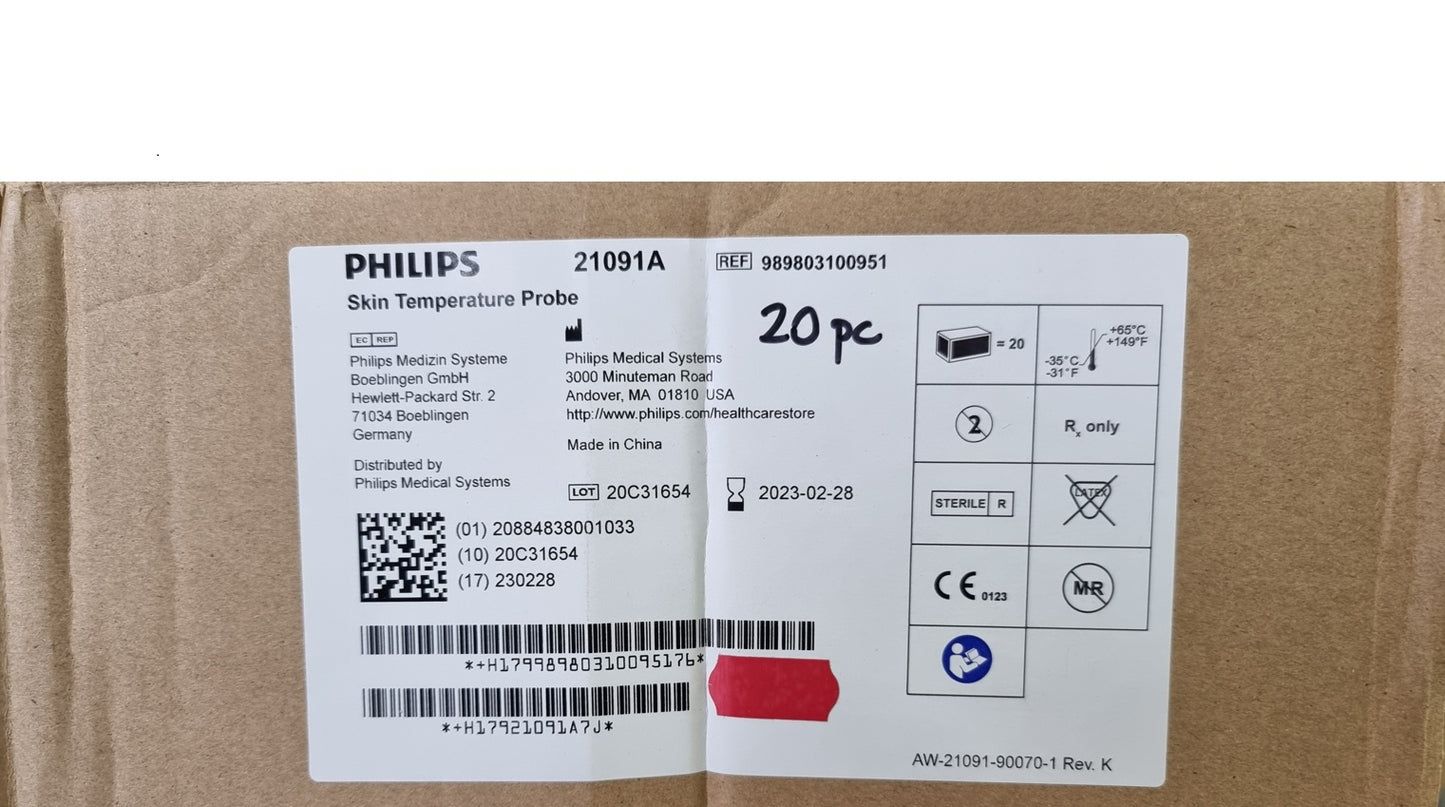 PHILIPS 21091A REF 989803100951
Skin Temperature Probe
20 pc
EC REP
Philips Medizin Systeme
Boeblingen GmbH
Hewlett-Packard Str. 2
71034 Boeblingen
Germany
Distributed by
Philips Medical Systems
Philips Medical Systems
3000 Minuteman Road
Andover, MA 01810 USA
http://www.philips.com/healthcarestore
Made in China
LOT 20C31654 2023-02-28
(01) 20884838001033
(10) 20C31654
(17) 230228
*+H17998980310095176*
*+H17921091A7J*
= 20
+65°C
+149°F
-35°C
-31°F
2
Rx only
STERILE R
LATEX
CE 0123
MR
AW-21091-90070-1 Rev. K